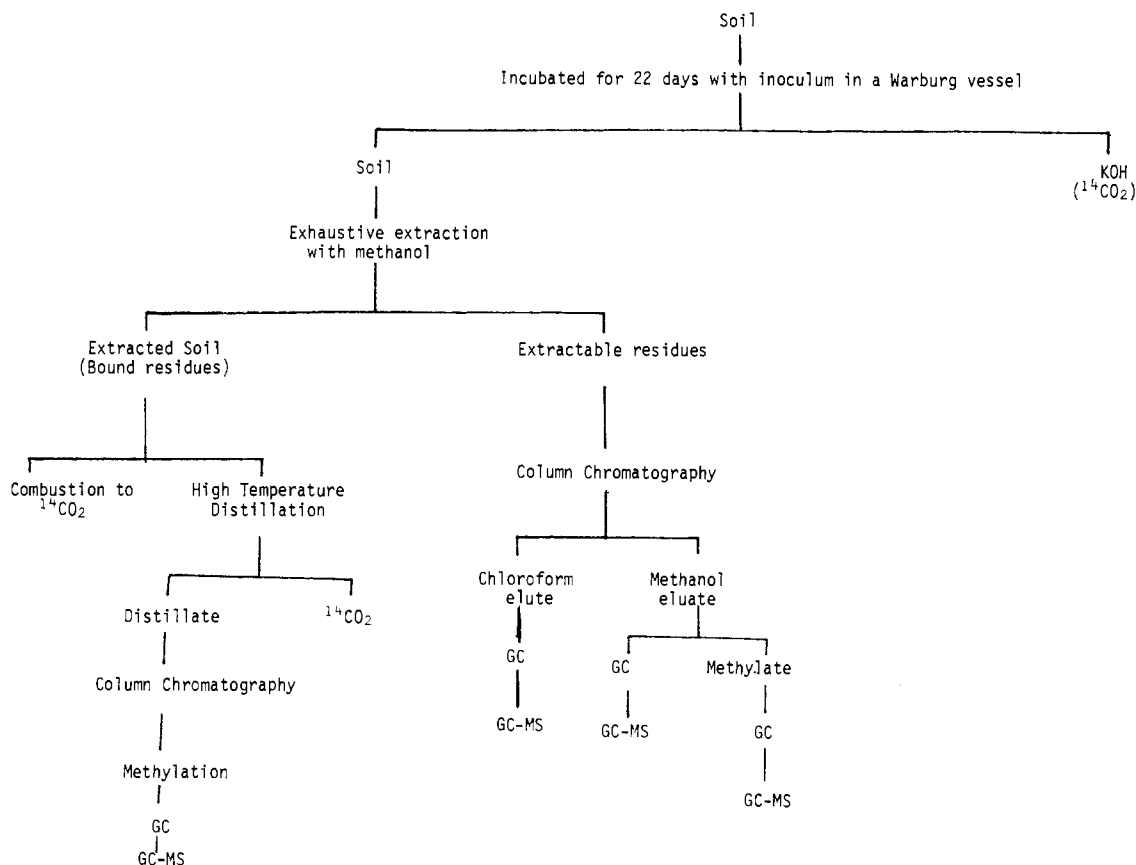 Soil
Incubated for 22 days with inoculum in a Warburg vessel
Soil
KOH
(¹⁴CO₂)
Exhaustive extraction
with methanol
Extracted Soil
(Bound residues)
Extractable residues
Combustion to
¹⁴CO₂
High Temperature
Distillation
Column Chromatography
Distillate
¹⁴CO₂
Chloroform
elute
Methanol
eluate
Column Chromatography
GC
GC
Methylate
GC-MS
GC-MS
GC
Methylation
GC-MS
GC
GC-MS